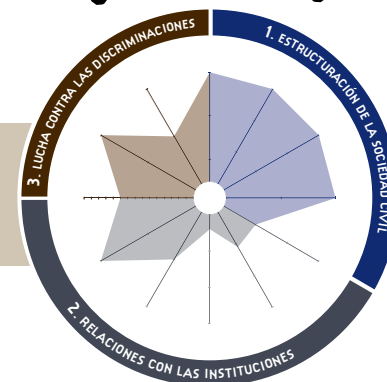 1. ESTRUCTURACIÓN DE LA SOCIEDAD CIVIL
2. RELACIONES CON LAS INSTITUCIONES
3. LUCHA CONTRA LAS DISCRIMINACIONES